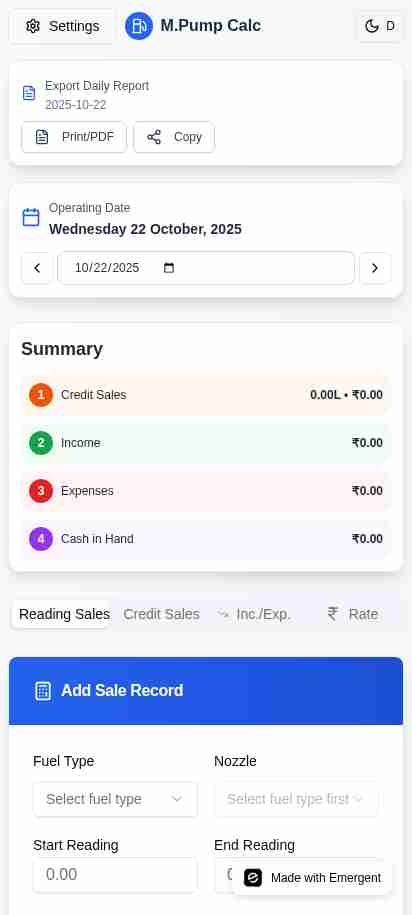 Settings
M.Pump Calc
D
Export Daily Report
2025-10-22
Print/PDF
Copy
Operating Date
Wednesday 22 October, 2025
10/22/2025
Summary
1 Credit Sales 0.00L • ₹0.00
2 Income ₹0.00
3 Expenses ₹0.00
4 Cash in Hand ₹0.00
Reading Sales Credit Sales Inc./Exp. ₹ Rate
Add Sale Record
Fuel Type Nozzle
Select fuel type Select fuel type first
Start Reading End Reading
0.00
Made with Emergent